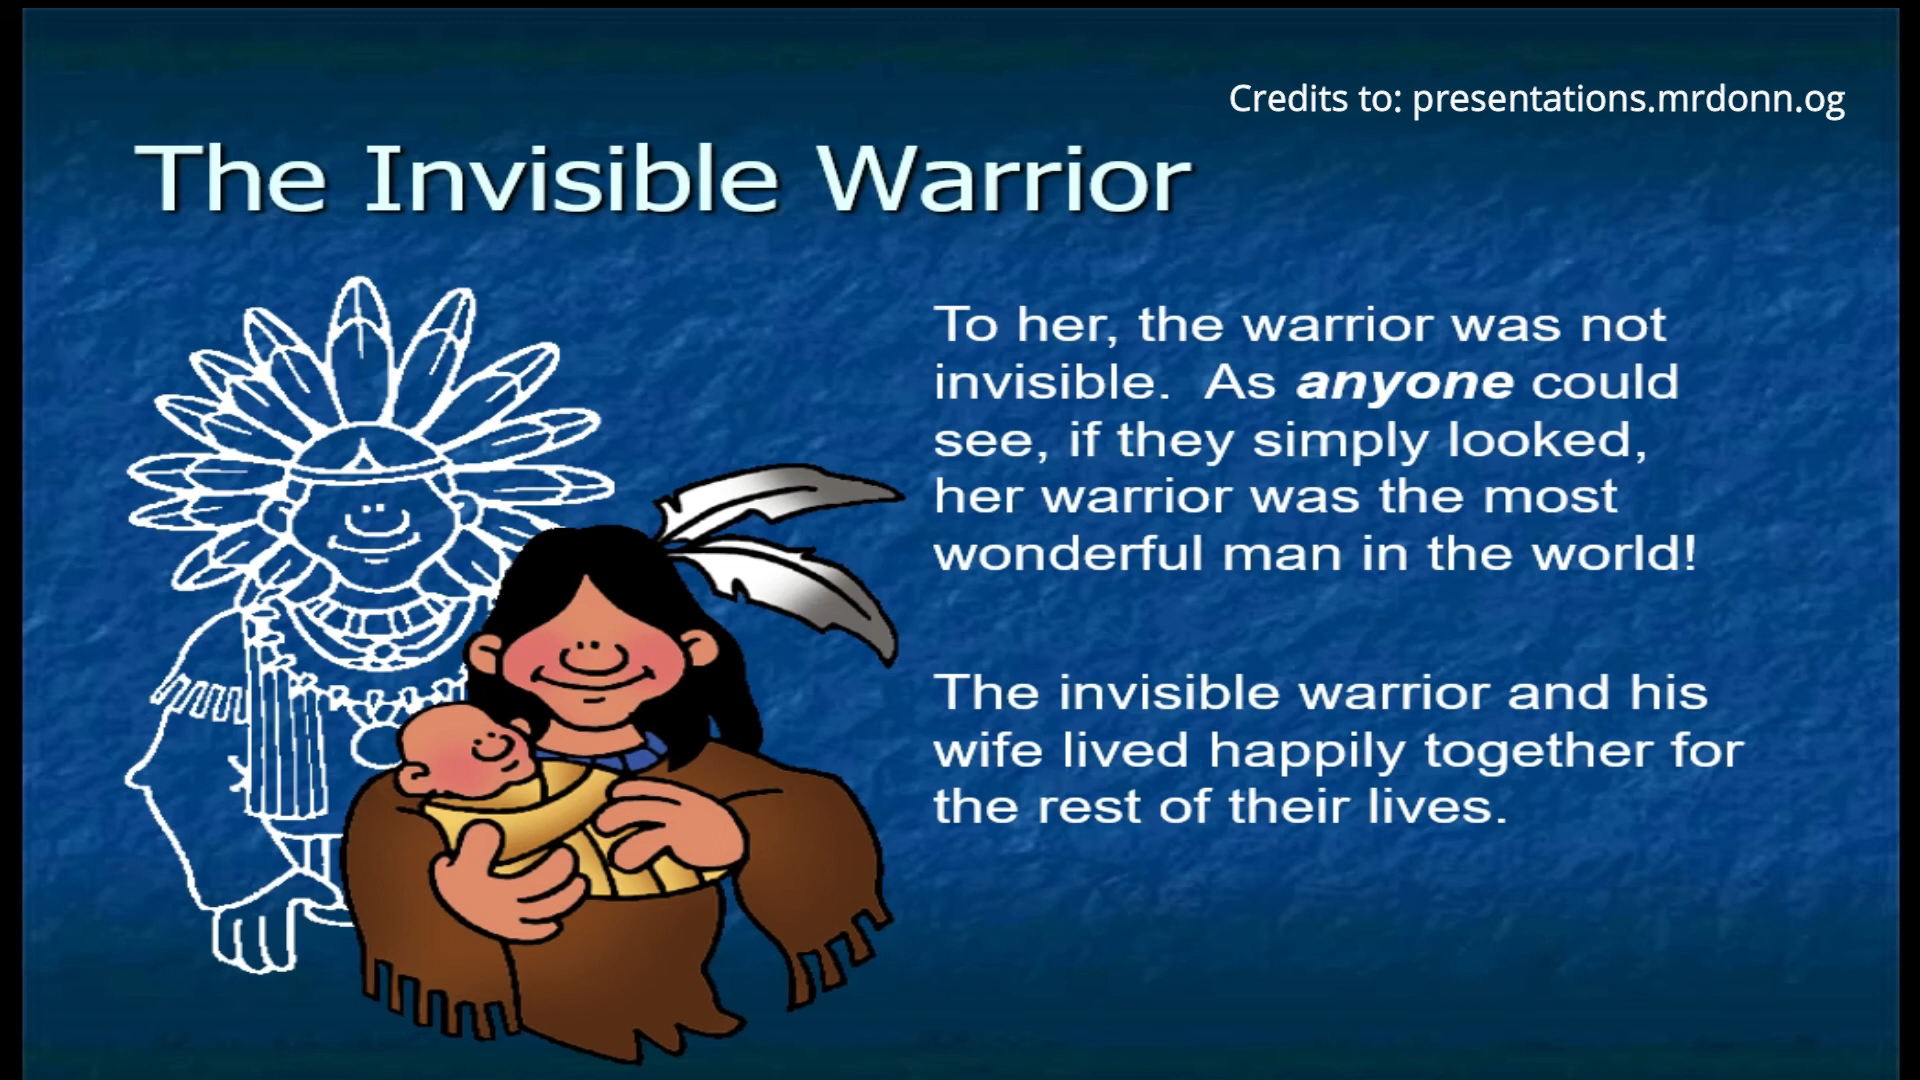 Credits to: presentations.mrdonn.og
The Invisible Warrior
To her, the warrior was not
invisible.  As anyone could
see, if they simply looked,
her warrior was the most
wonderful man in the world!
The invisible warrior and his
wife lived happily together for
the rest of their lives.